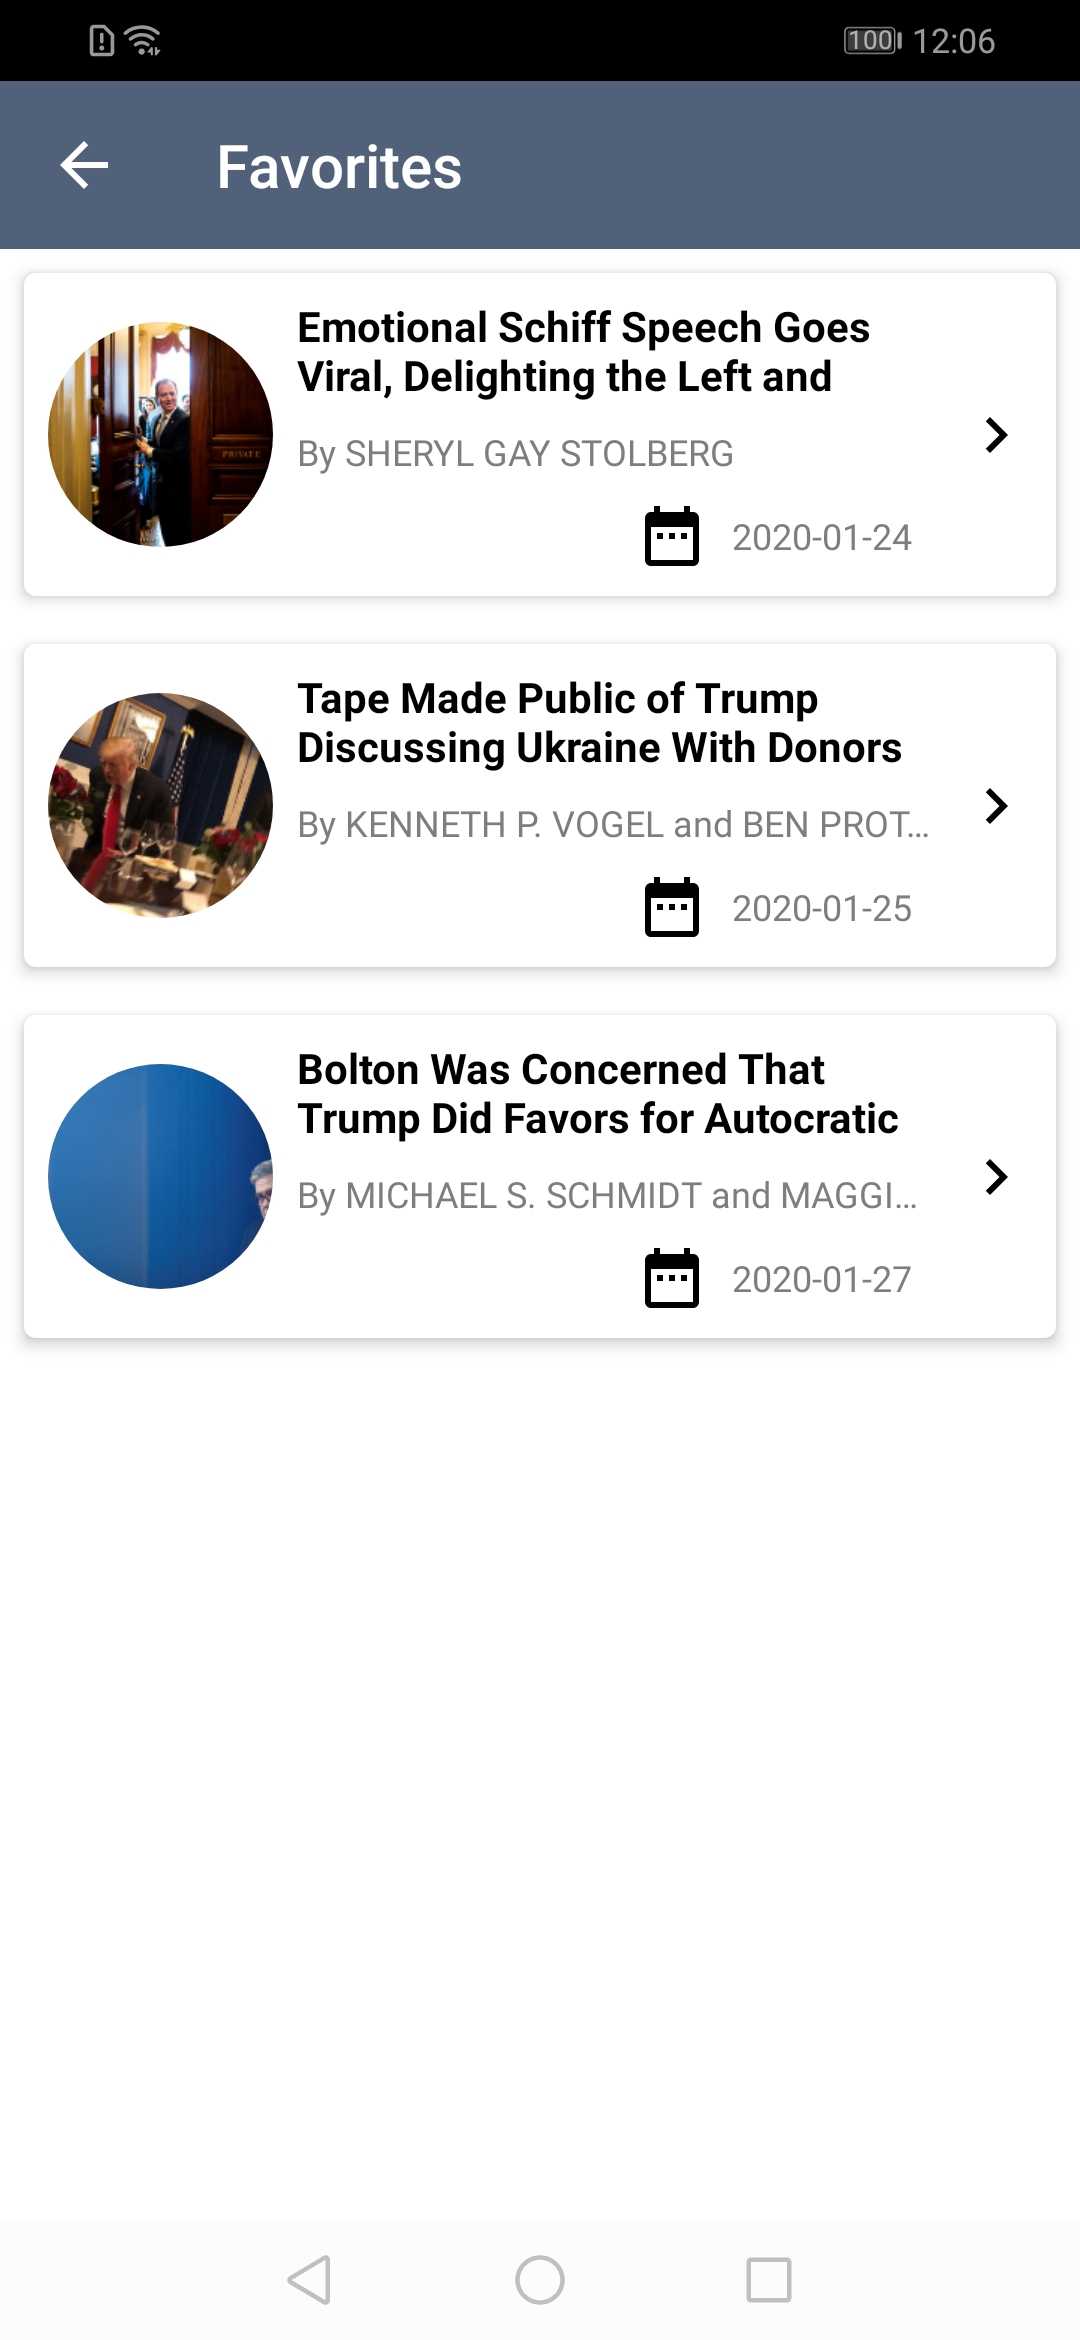 100 12:06
Favorites
Emotional Schiff Speech Goes
Viral, Delighting the Left and
By SHERYL GAY STOLBERG
2020-01-24
PRIVATE
Tape Made Public of Trump
Discussing Ukraine With Donors
By KENNETH P. VOGEL and BEN PROT...
2020-01-25
Bolton Was Concerned That
Trump Did Favors for Autocratic
By MICHAEL S. SCHMIDT and MAGGI...
2020-01-27